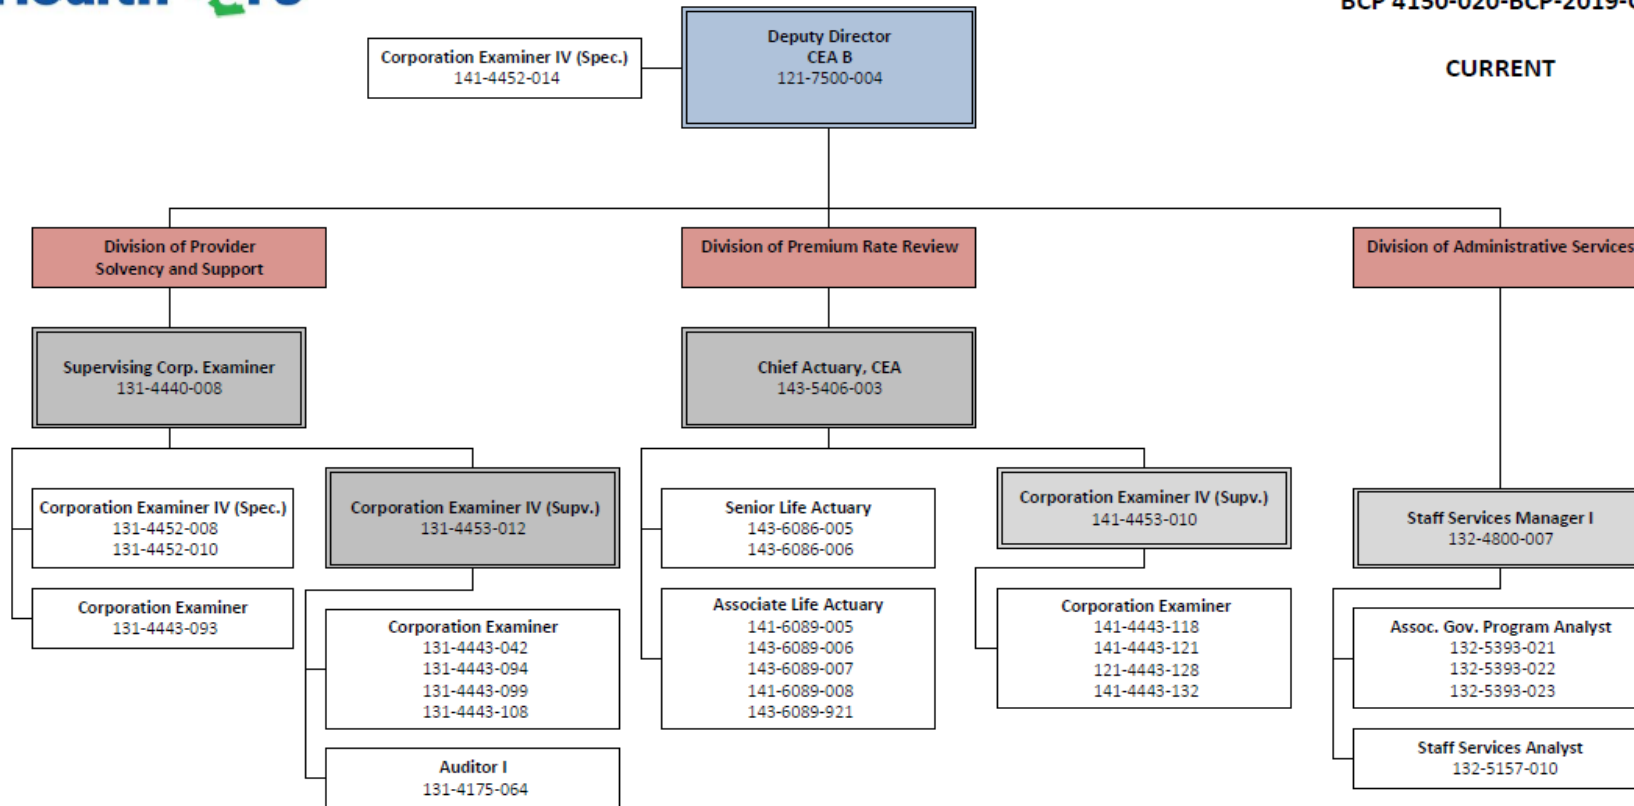 BCP 4150-020-BCP-2019-
CURRENT
Deputy Director
CEA B
121-7500-004
Corporation Examiner IV (Spec.)
141-4452-014
Division of Provider
Solvency and Support
Supervising Corp. Examiner
131-4440-008
Corporation Examiner IV (Spec.)
131-4452-008
131-4452-010
Corporation Examiner
131-4443-093
Corporation Examiner IV (Supv.)
131-4453-012
Corporation Examiner
131-4443-042
131-4443-094
131-4443-099
131-4443-108
Auditor I
131-4175-064
Division of Premium Rate Review
Chief Actuary, CEA
143-5406-003
Senior Life Actuary
143-6086-005
143-6086-006
Associate Life Actuary
141-6089-005
143-6089-006
143-6089-007
141-6089-008
143-6089-921
Corporation Examiner IV (Supv.)
141-4453-010
Corporation Examiner
141-4443-118
141-4443-121
121-4443-128
141-4443-132
Division of Administrative Services
Staff Services Manager I
132-4800-007
Assoc. Gov. Program Analyst
132-5393-021
132-5393-022
132-5393-023
Staff Services Analyst
132-5157-010